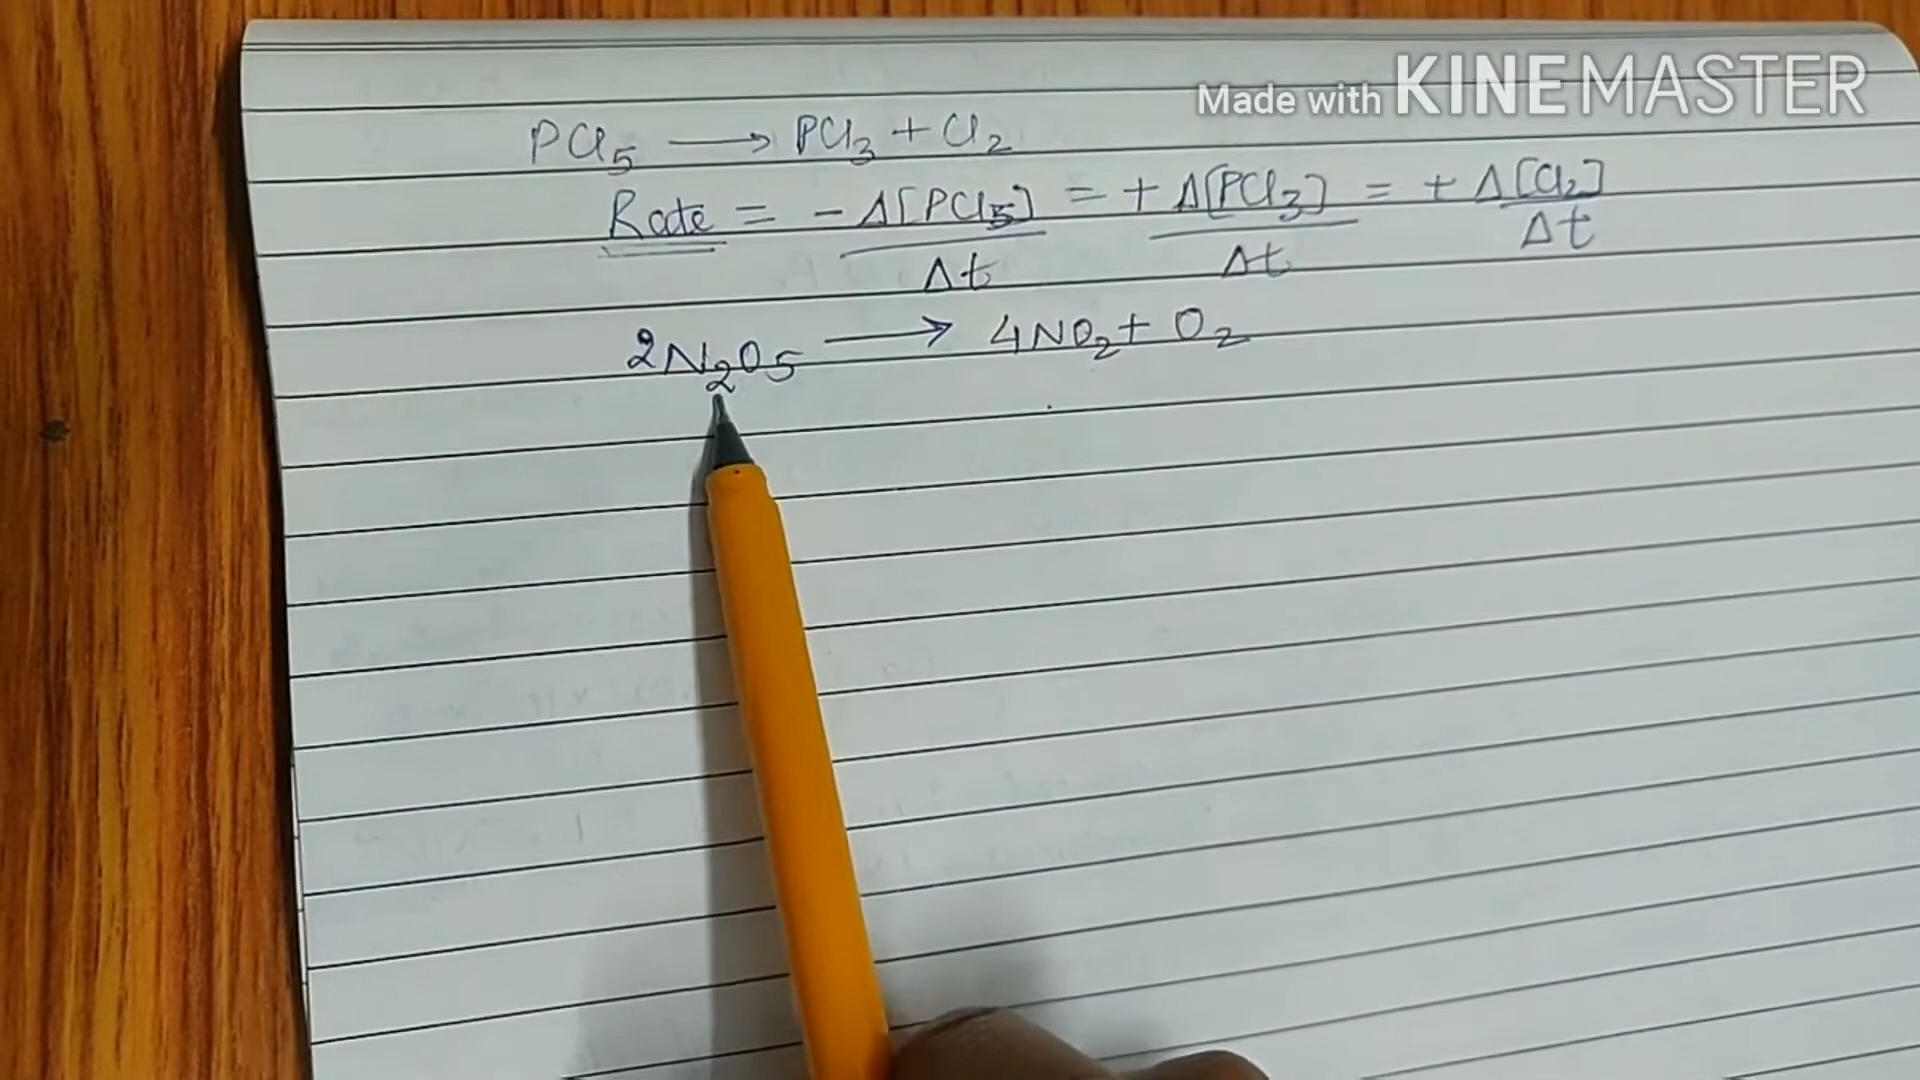 Made with KINEMASTER
PCl5 ⟶ PCl3 + Cl2
Rate = - Δ[PCl5]/Δt = + Δ[PCl3]/Δt = + Δ[Cl2]/Δt
2N2O5 ⟶ 4NO2 + O2